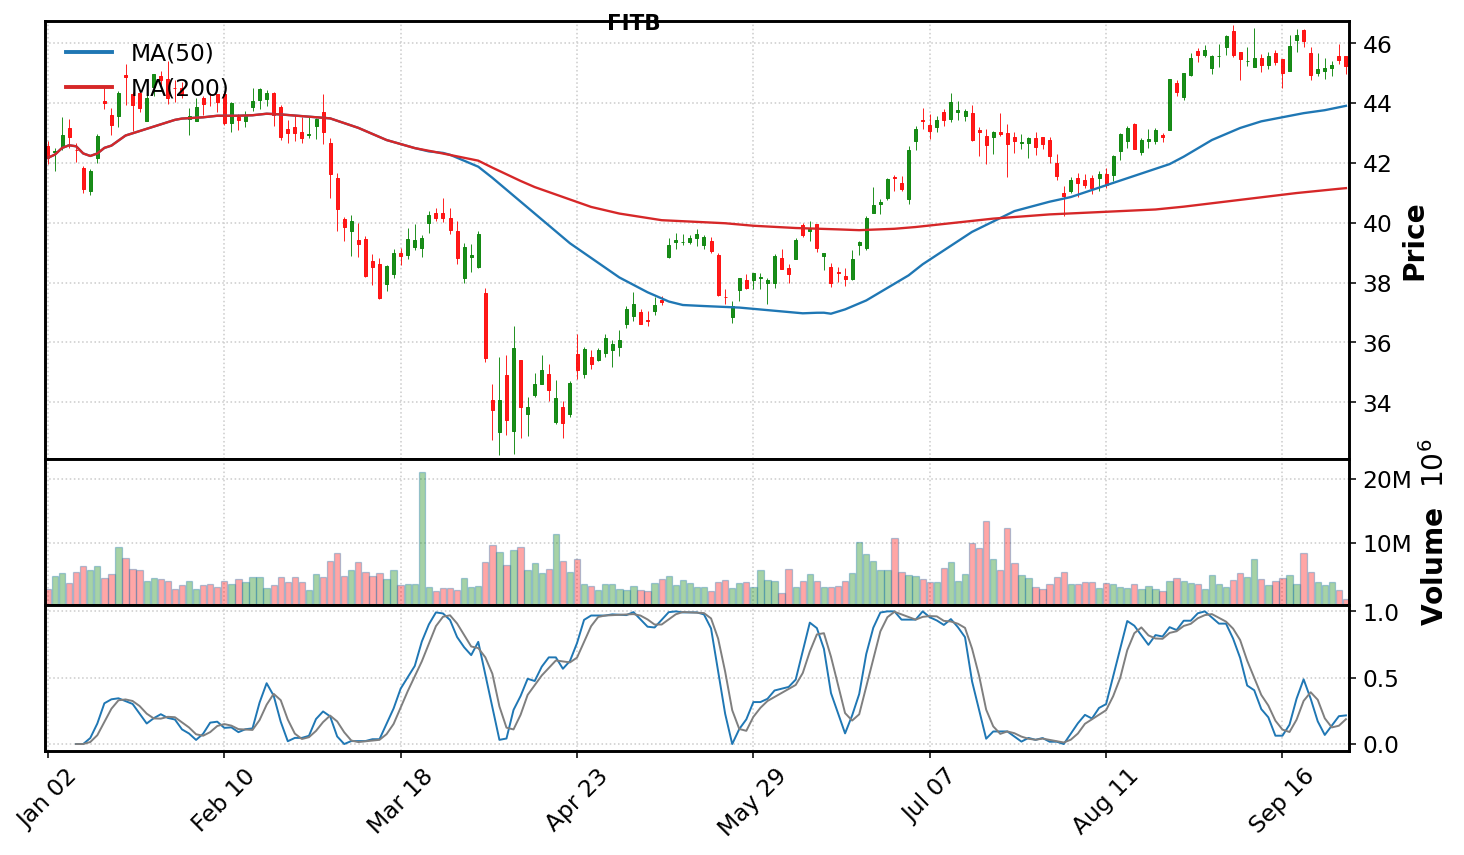 FITB
MA(50)
MA(200)
46
44
42
40
38
36
34
Price
20M
10M
Volume 10^6
1.0
0.5
0.0
Jan 02
Feb 10
Mar 18
Apr 23
May 29
Jul 07
Aug 11
Sep 16